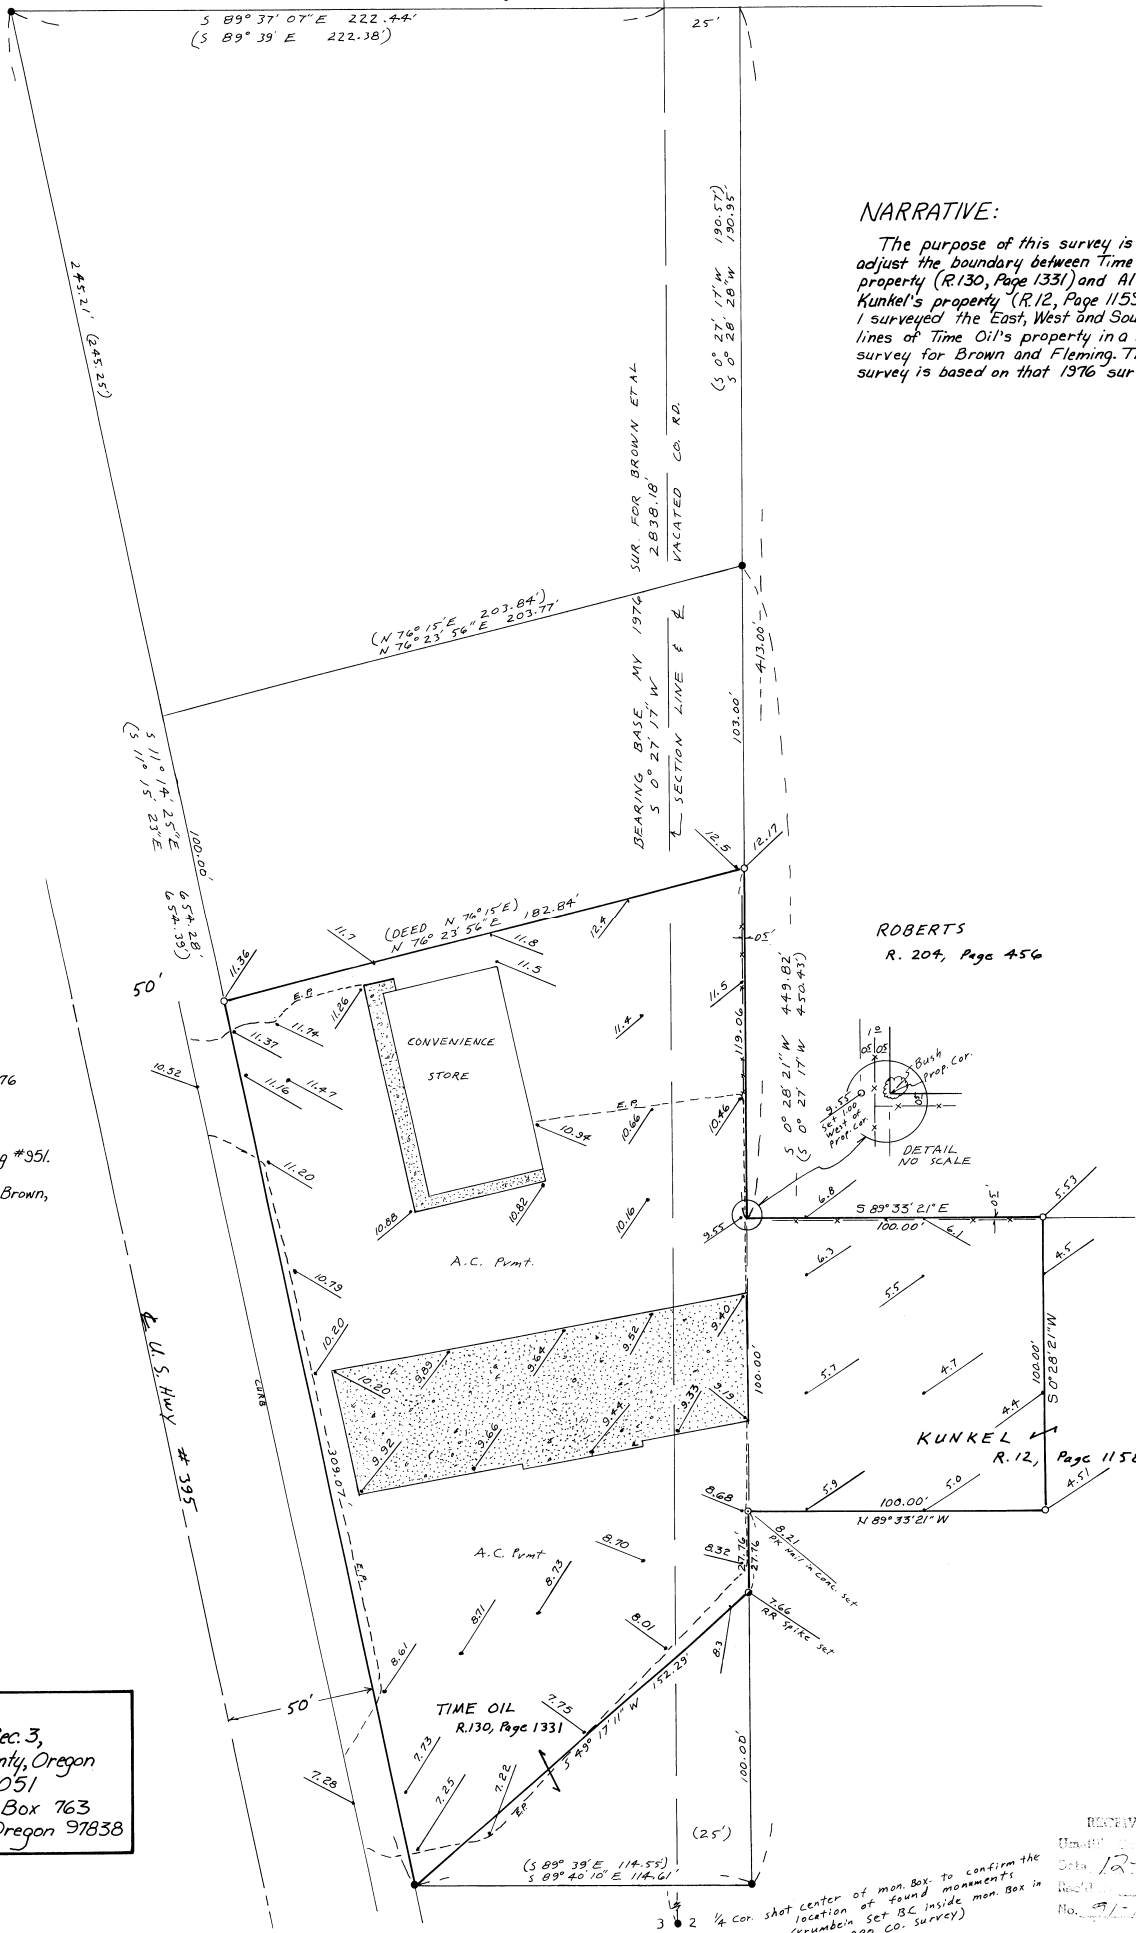 S 89° 37' 07" E 222.44'
(S 89° 39' E 222.38')
25'
245.21' (245.25')
(S 0° 27' 17" W 190.57')
S 0° 28' 28" W 190.95'
NARRATIVE:
The purpose of this survey is
adjust the boundary between Time
property (R.130, Page 1331) and Al
Kunkel's property (R.12, Page 115
I surveyed the East, West and Sou
lines of Time Oil's property in a
survey for Brown and Fleming.
survey is based on that 1976 sur
BEARING BASE MY 1976 SUR. FOR BROWN ET AL
S 0° 27' 17" W 2838.18'
SECTION LINE & ℄ VACATED CO. RD.
(N 76° 15' E 203.84')
N 76° 23' 56" E 203.77'
413.00'
103.00'
S 11° 14' 25" E 654.28'
(S 11° 15' 23" E 654.39')
100.00'
12.5
12.17
(DEED N 76° 15' E)
N 76° 23' 56" E 182.84'
11.7
11.8
12.4
11.5
11.36
.05'
ROBERTS
R. 204, Page 456
50'
E.P.
11.26
11.74
11.37
11.5
11.4
119.06
S 0° 28' 21" W 449.82'
(S 0° 27' 17" W 450.43')
CONVENIENCE
STORE
10.52
11.16
11.47
E.P.
10.94
10.66
10.46
Bush
Prop. Cor.
9.55
Set 1.00
West of
Prop. Cor.
DETAIL
NO SCALE
76
g #951.
Brown,
11.20
10.88
10.82
10.16
9.55
6.8
S 89° 33' 21" E
100.00'
6.1
5.53
A.C. Pvmt.
10.79
6.3
5.5
4.5
10.20
10.20
9.89
9.64
9.52
9.40
100.00'
5.7
4.7
100.00'
S 0° 28' 21" W
4.4
9.92
9.66
9.44
9.33
9.19
℄ U.S. Hwy # 395
CURB
309.07'
KUNKEL
R. 12, Page 1158
8.68
5.9
5.0
4.51
100.00'
N 89° 33' 21" W
8.21
PK Nail in conc. set
A.C. Pvmt
8.70
8.32
27.76'
27.76
8.73
8.71
8.01
8.3
7.66
RR Spike set
E.P.
8.61
50'
TIME OIL
R.130, Page 1331
7.75
152.29'
S 49° 17' 11" W
7.73
7.25
7.22
E.P.
7.28
100.00'
ec. 3,
nty, Oregon
051
Box 763
Oregon 97838
(25')
(S 89° 39' E 114.55)
S 89° 40' 10" E 114.61'
3 2 1/4 Cor. shot center of mon. Box to confirm the
location of found monuments
(Krumbein set BC inside mon. Box in
CO. survey)
RECEIV
Date 12-
No. 91-